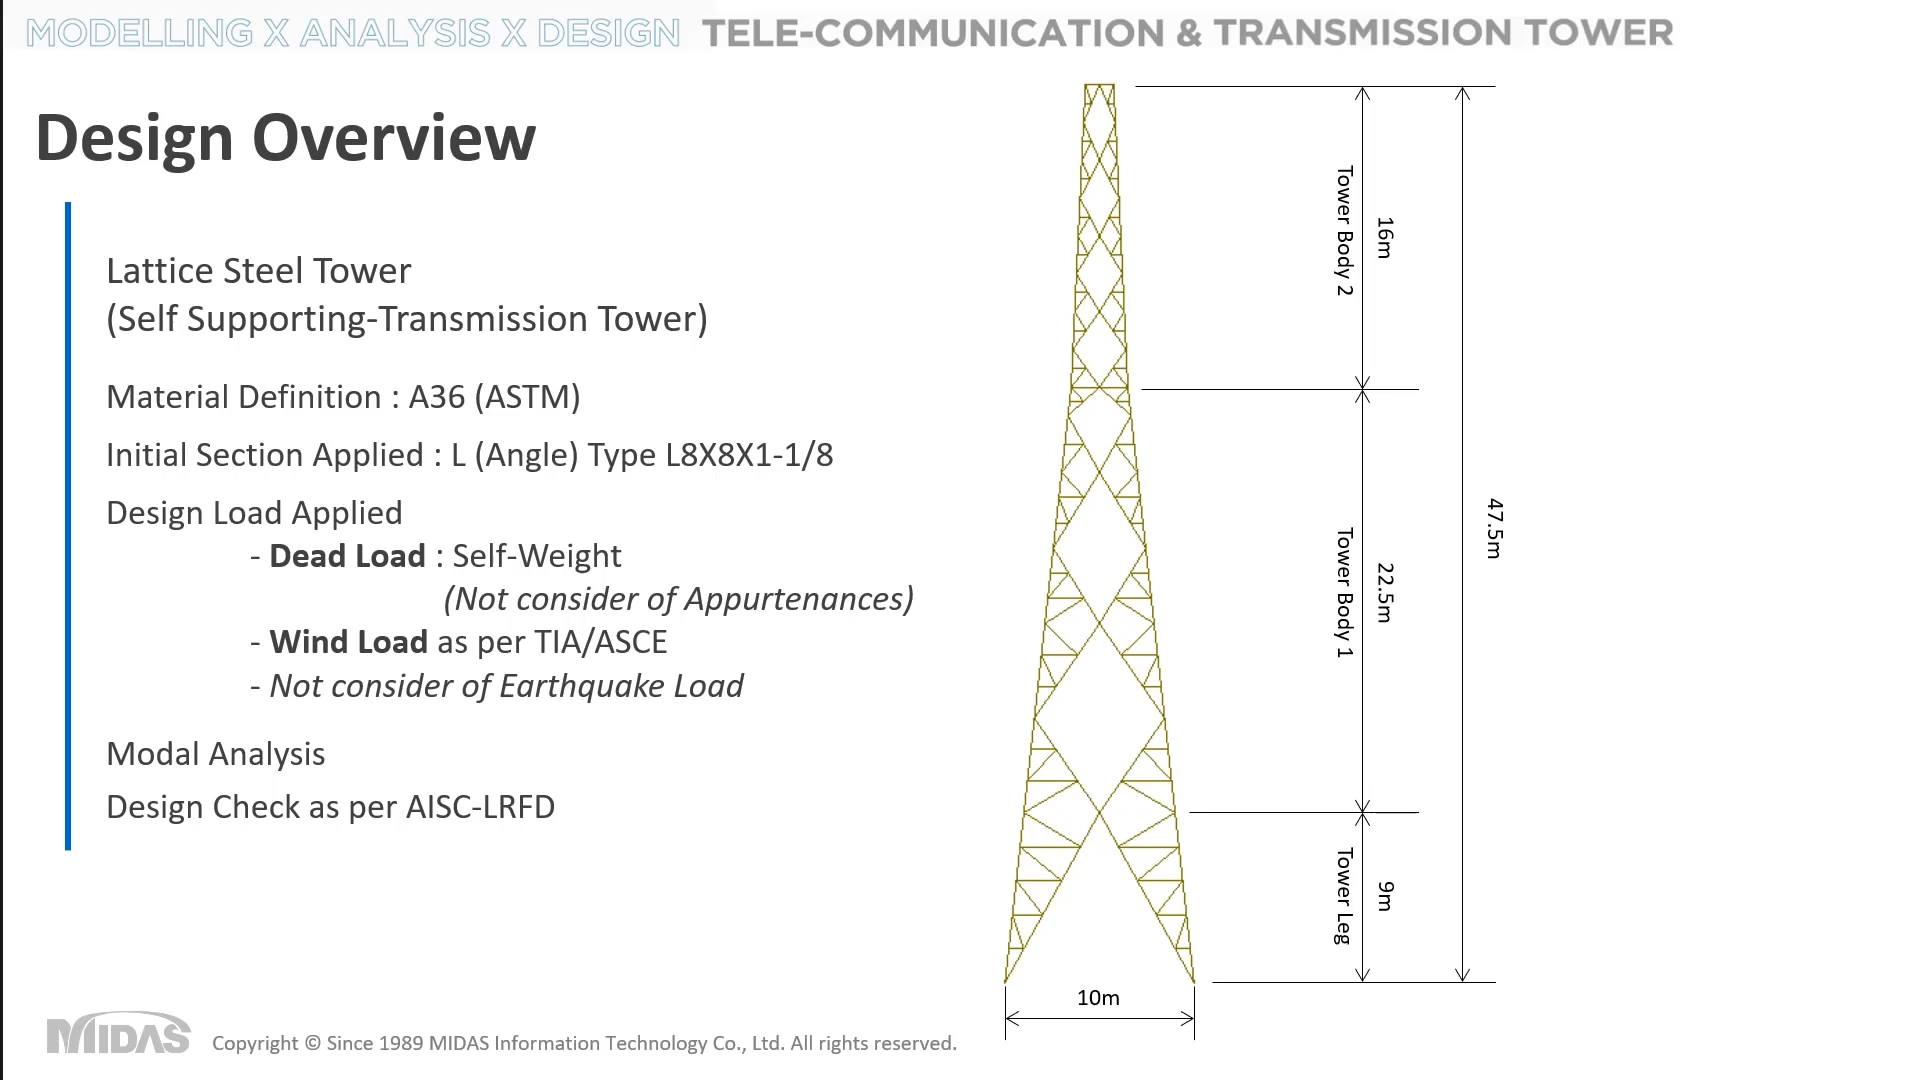 MODELLING X ANALYSIS X DESIGN TELE-COMMUNICATION & TRANSMISSION TOWER
Design Overview
Lattice Steel Tower
(Self Supporting-Transmission Tower)
Material Definition : A36 (ASTM)
Initial Section Applied : L (Angle) Type L8X8X1-1/8
Design Load Applied
- Dead Load : Self-Weight
(Not consider of Appurtenances)
- Wind Load as per TIA/ASCE
- Not consider of Earthquake Load
Modal Analysis
Design Check as per AISC-LRFD
Tower Body 2
16m
Tower Body 1
22.5m
47.5m
Tower Leg
9m
10m
MIDAS
Copyright © Since 1989 MIDAS Information Technology Co., Ltd. All rights reserved.